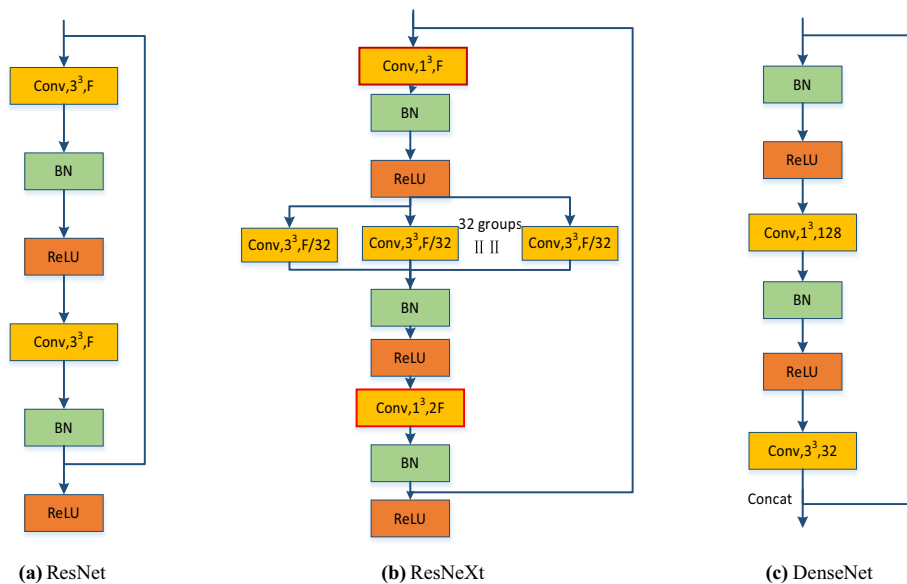 Conv,3³,F
BN
ReLU
Conv,3³,F
BN
ReLU
(a) ResNet
Conv,1³,F
BN
ReLU
32 groups
Conv,3³,F/32
Conv,3³,F/32
Conv,3³,F/32
BN
ReLU
Conv,1³,2F
BN
ReLU
(b) ResNeXt
BN
ReLU
Conv,1³,128
BN
ReLU
Conv,3³,32
Concat
(c) DenseNet